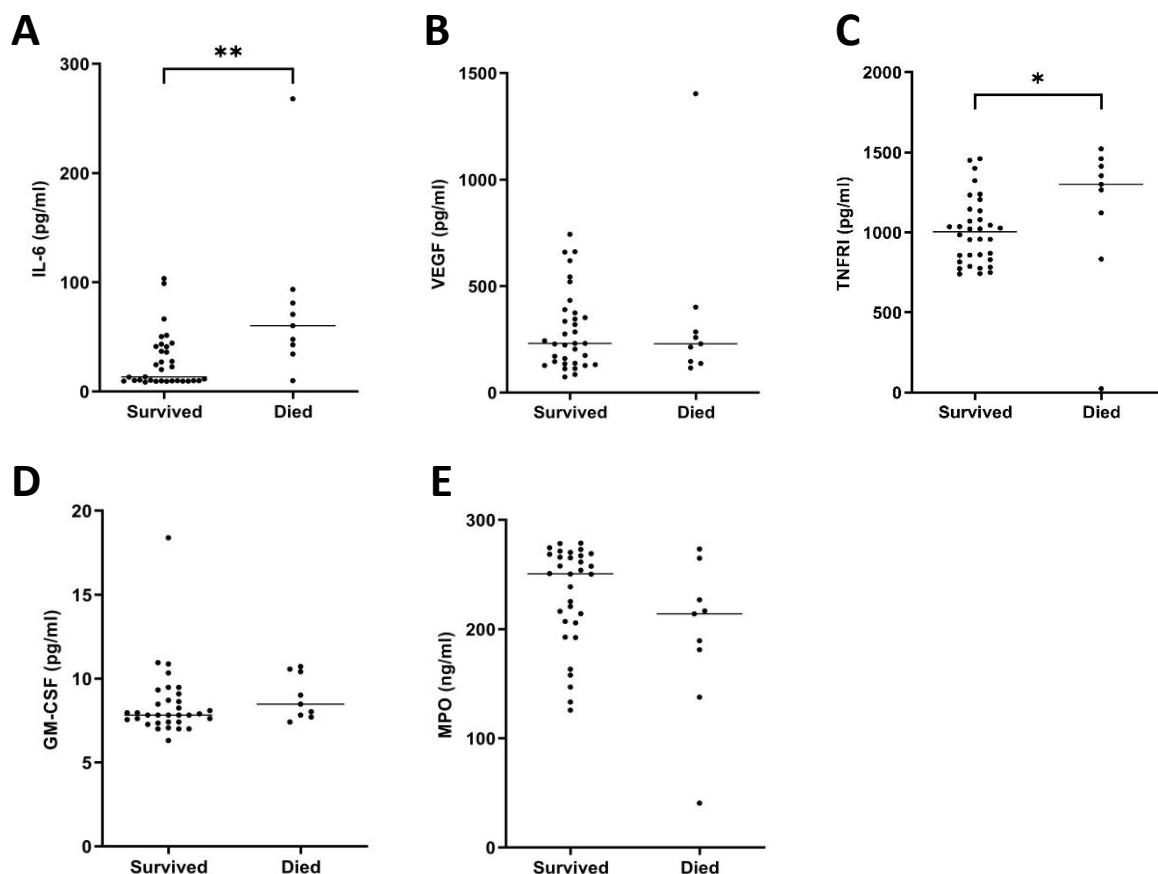 A
**
300
200
100
0
IL-6 (pg/ml)
Survived Died
B
1500
1000
500
0
VEGF (pg/ml)
Survived Died
C
*
2000
1500
1000
500
0
TNFRI (pg/ml)
Survived Died
D
20
15
10
5
0
GM-CSF (pg/ml)
Survived Died
E
300
200
100
0
MPO (ng/ml)
Survived Died